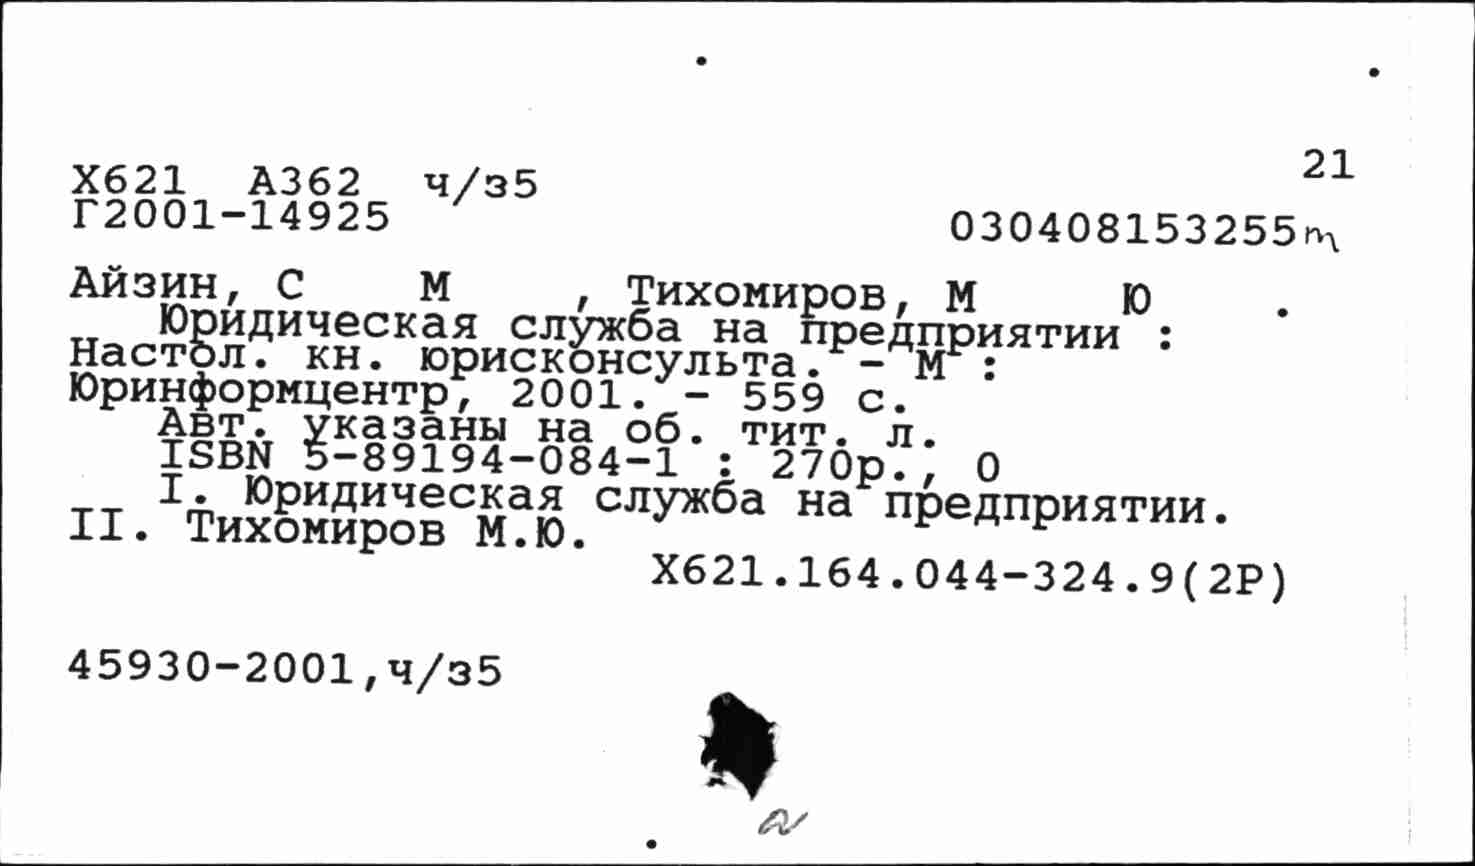 21
Х621 А362 ч/з5
Г2001-14925
030408153255m
Айзин, С М , Тихомиров, М Ю .
Юридическая служба на предприятии :
Настол. кн. юрисконсульта. - М :
Юринформцентр, 2001. - 559 с.
Авт. указаны на об. тит. л.
ISBN 5-89194-084-1 : 270р., 0
I. Юридическая служба на предприятии.
II. Тихомиров М.Ю.
Х621.164.044-324.9(2Р)
45930-2001,ч/з5